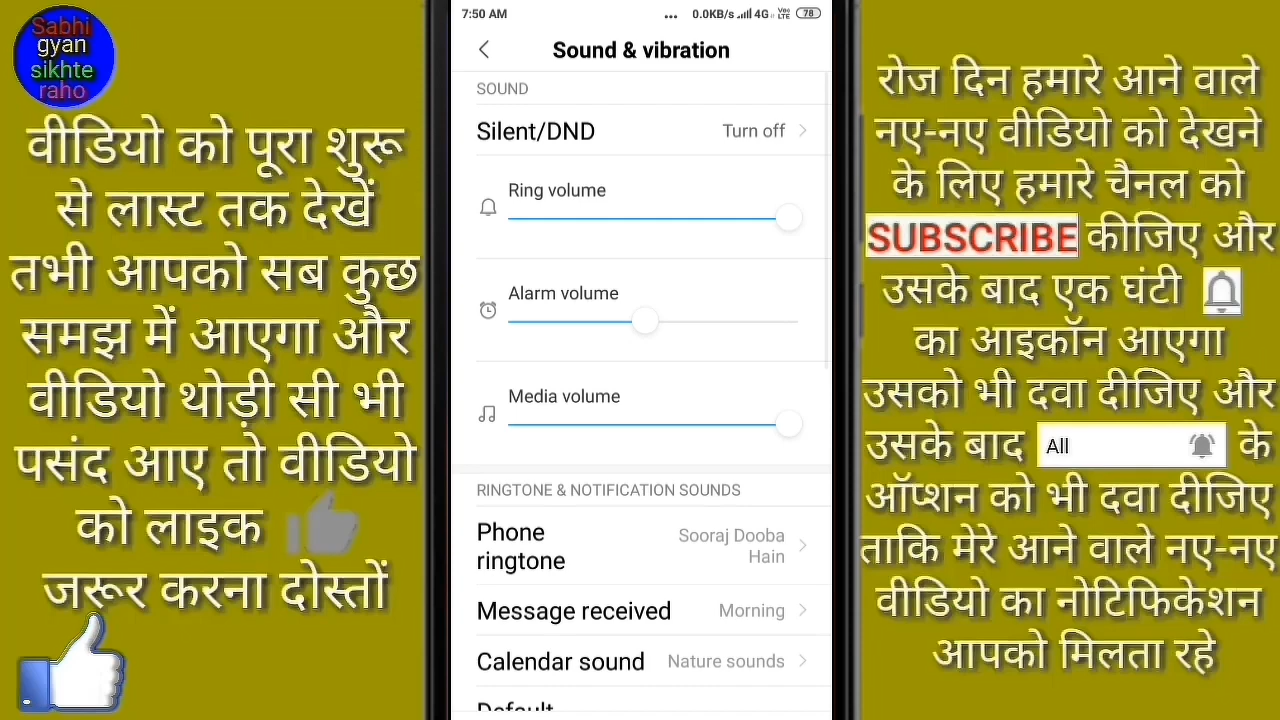 Sabhi
gyan
sikhte
raho
वीडियो को पूरा शुरू
से लास्ट तक देखें
तभी आपको सब कुछ
समझ में आएगा और
वीडियो थोड़ी सी भी
पसंद आए तो वीडियो
को लाइक
जरूर करना दोस्तों
7:50 AM
... 0.0KB/s 4G Vo LTE 78
Sound & vibration
SOUND
Silent/DND Turn off
Ring volume
Alarm volume
Media volume
RINGTONE & NOTIFICATION SOUNDS
Phone ringtone Sooraj Dooba Hain
Message received Morning
Calendar sound Nature sounds
Default
रोज दिन हमारे आने वाले
नए-नए वीडियो को देखने
के लिए हमारे चैनल को
SUBSCRIBE कीजिए और
उसके बाद एक घंटी
का आइकॉन आएगा
उसको भी दवा दीजिए और
उसके बाद All के
ऑप्शन को भी दवा दीजिए
ताकि मेरे आने वाले नए-नए
वीडियो का नोटिफिकेशन
आपको मिलता रहे